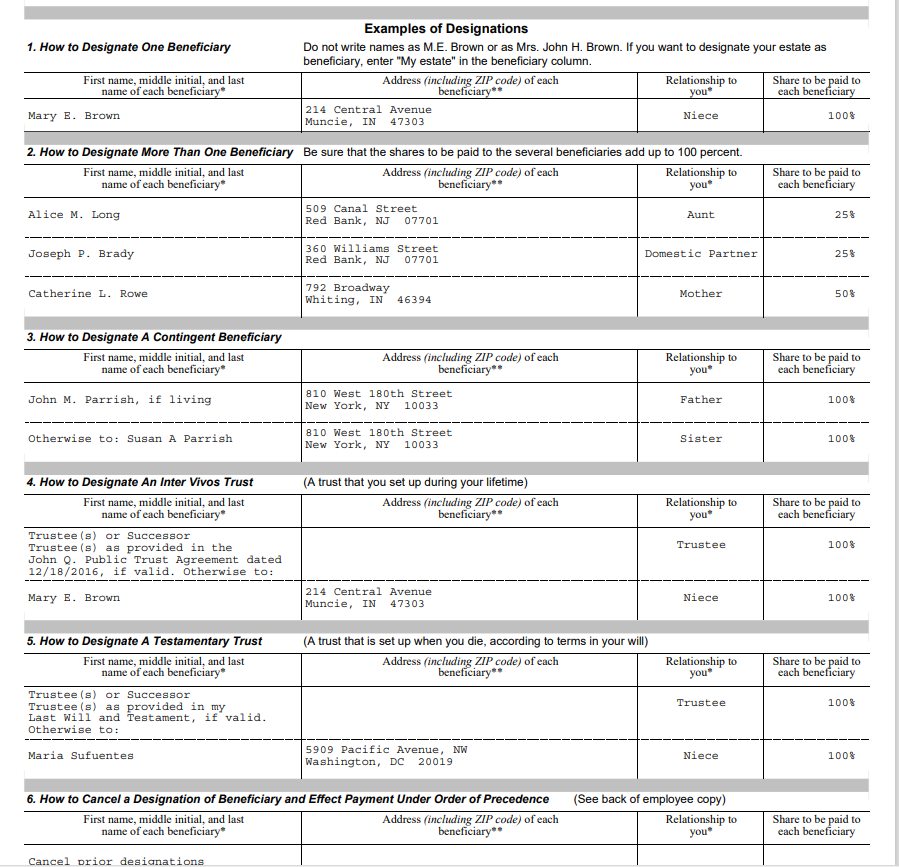 Examples of Designations
1. How to Designate One Beneficiary
Do not write names as M.E. Brown or as Mrs. John H. Brown. If you want to designate your estate as
beneficiary, enter "My estate" in the beneficiary column.
First name, middle initial, and last
name of each beneficiary*
Address (including ZIP code) of each
beneficiary**
Relationship to
you*
Share to be paid to
each beneficiary
Mary E. Brown
214 Central Avenue
Muncie, IN 47303
Niece
100%
2. How to Designate More Than One Beneficiary Be sure that the shares to be paid to the several beneficiaries add up to 100 percent.
First name, middle initial, and last
name of each beneficiary*
Address (including ZIP code) of each
beneficiary**
Relationship to
you*
Share to be paid to
each beneficiary
Alice M. Long
509 Canal Street
Red Bank, NJ 07701
Aunt
25%
Joseph P. Brady
360 Williams Street
Red Bank, NJ 07701
Domestic Partner
25%
Catherine L. Rowe
792 Broadway
Whiting, IN 46394
Mother
50%
3. How to Designate A Contingent Beneficiary
First name, middle initial, and last
name of each beneficiary*
Address (including ZIP code) of each
beneficiary**
Relationship to
you*
Share to be paid to
each beneficiary
John M. Parrish, if living
810 West 180th Street
New York, NY 10033
Father
100%
Otherwise to: Susan A Parrish
810 West 180th Street
New York, NY 10033
Sister
100%
4. How to Designate An Inter Vivos Trust (A trust that you set up during your lifetime)
First name, middle initial, and last
name of each beneficiary*
Address (including ZIP code) of each
beneficiary**
Relationship to
you*
Share to be paid to
each beneficiary
Trustee(s) or Successor
Trustee(s) as provided in the
John Q. Public Trust Agreement dated
12/18/2016, if valid. Otherwise to:
Trustee
100%
Mary E. Brown
214 Central Avenue
Muncie, IN 47303
Niece
100%
5. How to Designate A Testamentary Trust (A trust that is set up when you die, according to terms in your will)
First name, middle initial, and last
name of each beneficiary*
Address (including ZIP code) of each
beneficiary**
Relationship to
you*
Share to be paid to
each beneficiary
Trustee(s) or Successor
Trustee(s) as provided in my
Last Will and Testament, if valid.
Otherwise to:
Trustee
100%
Maria Sufuentes
5909 Pacific Avenue, NW
Washington, DC 20019
Niece
100%
6. How to Cancel a Designation of Beneficiary and Effect Payment Under Order of Precedence (See back of employee copy)
First name, middle initial, and last
name of each beneficiary*
Address (including ZIP code) of each
beneficiary**
Relationship to
you*
Share to be paid to
each beneficiary
Cancel prior designations